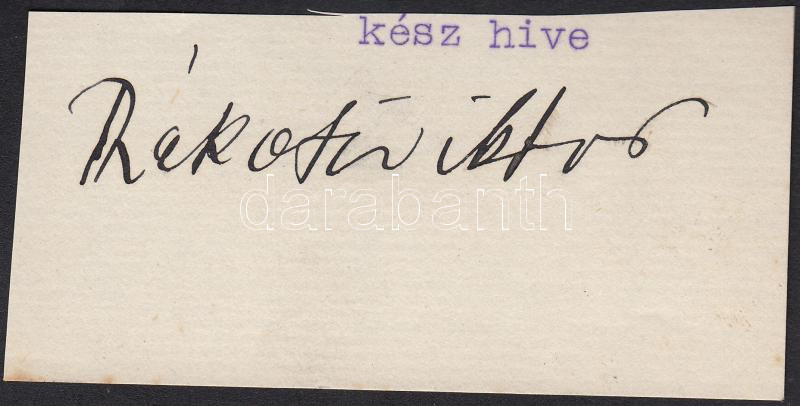 kész hive
Rákosi Viktor
darabanth